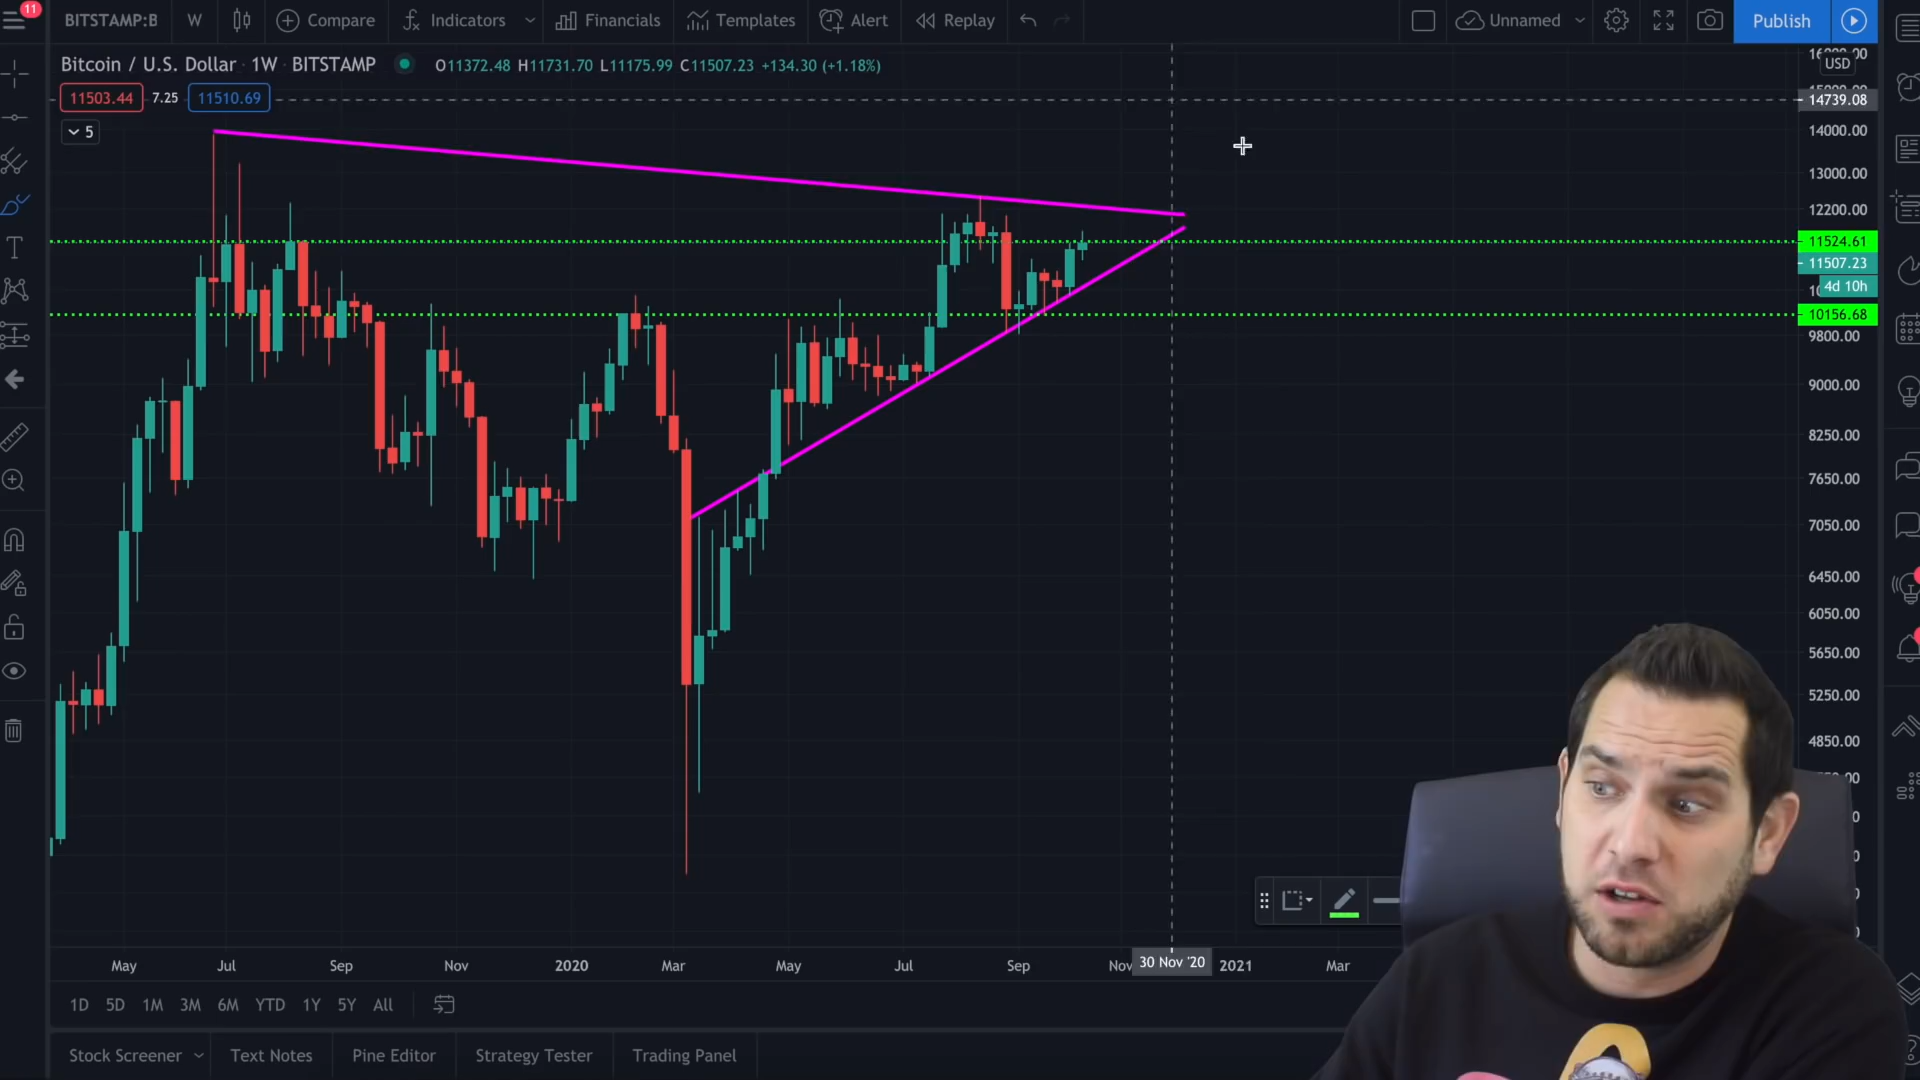 11
BITSTAMP:B W Compare Indicators Financials Templates Alert Replay Unnamed Publish
Bitcoin / U.S. Dollar · 1W · BITSTAMP O11372.48 H11731.70 L11175.99 C11507.23 +134.30 (+1.18%)
USD
11503.44 7.25 11510.69
14739.08
5
14000.00
13000.00
12200.00
11524.61
11507.23
4d 10h
10156.68
9800.00
9000.00
8250.00
7650.00
7050.00
6450.00
6050.00
5650.00
5250.00
4850.00
May Jul Sep Nov 2020 Mar May Jul Sep Nov 30 Nov '20 2021 Mar
1D 5D 1M 3M 6M YTD 1Y 5Y All
Stock Screener Text Notes Pine Editor Strategy Tester Trading Panel